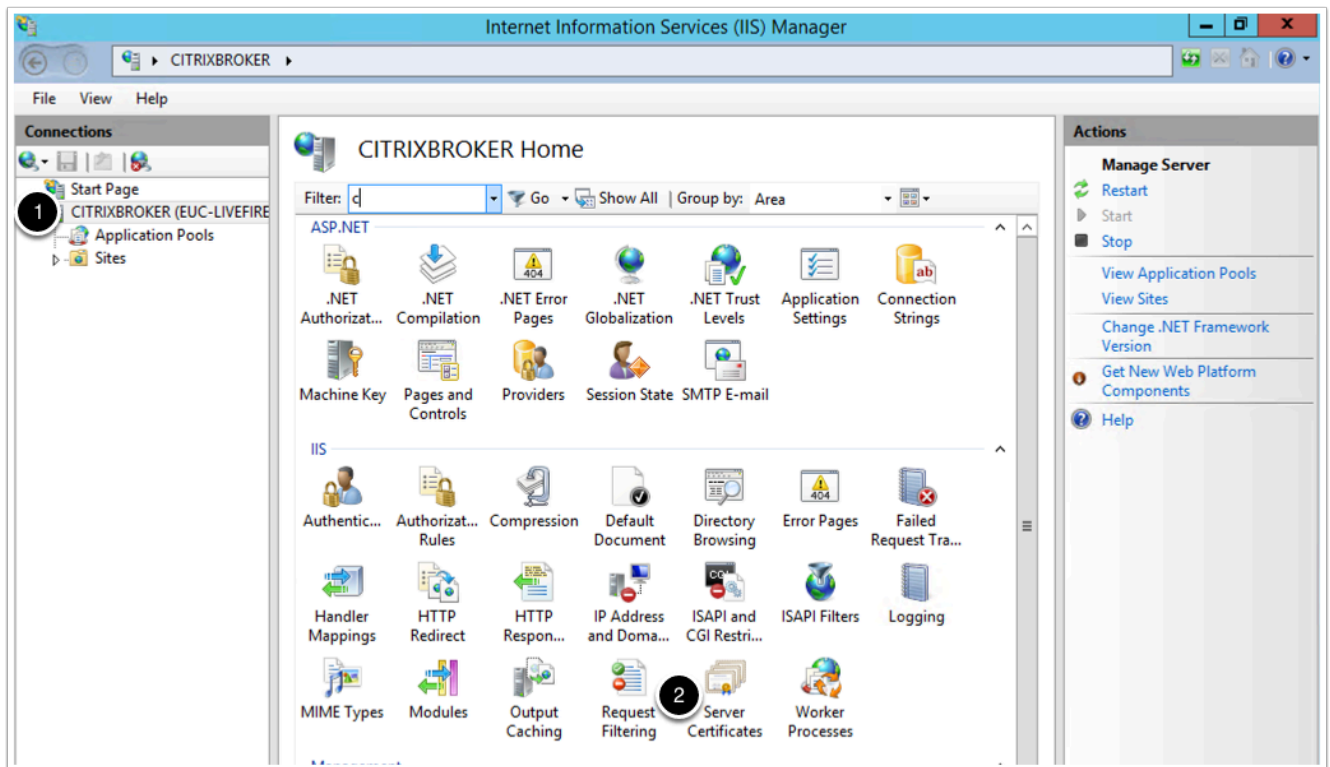 Internet Information Services (IIS) Manager
CITRIXBROKER
File View Help
Connections
Start Page
CITRIXBROKER (EUC-LIVEFIRE
Application Pools
Sites
1
CITRIXBROKER Home
Filter: c Go Show All Group by: Area
ASP.NET
.NET .NET .NET Error .NET .NET Trust Application Connection
Authorizat... Compilation Pages Globalization Levels Settings Strings
404
ab
Machine Key Pages and Providers Session State SMTP E-mail
Controls
IIS
404
Authentic... Authorizat... Compression Default Directory Error Pages Failed
Rules Document Browsing Request Tra...
CGI
Handler HTTP HTTP IP Address ISAPI and ISAPI Filters Logging
Mappings Redirect Respon... and Doma... CGI Restri...
2
MIME Types Modules Output Request Server Worker
Caching Filtering Certificates Processes
Management
Actions
Manage Server
Restart
Start
Stop
View Application Pools
View Sites
Change .NET Framework
Version
Get New Web Platform
Components
Help